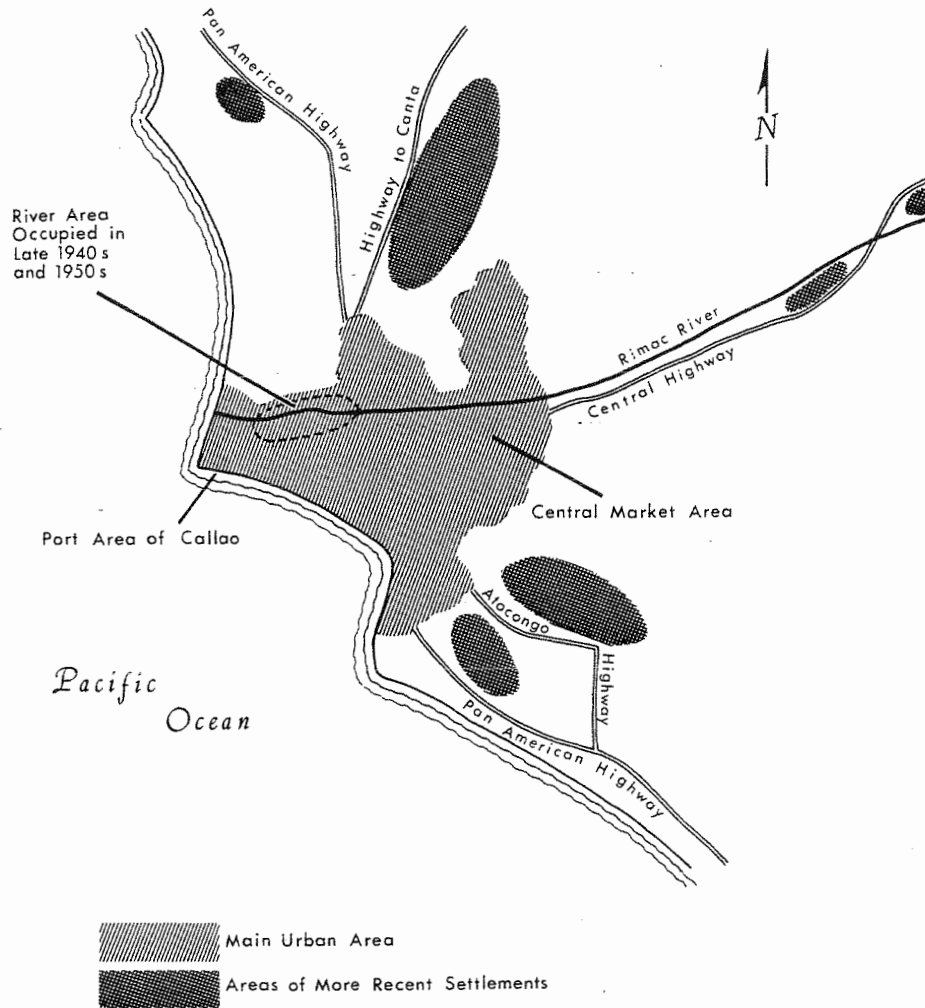 Pan American Highway
Highway to Canta
N
River Area
Occupied in
Late 1940s
and 1950s
Rimac River
Central Highway
Central Market Area
Port Area of Callao
Atocongo
Highway
Pacific
Ocean
Pan American Highway
Main Urban Area
Areas of More Recent Settlements